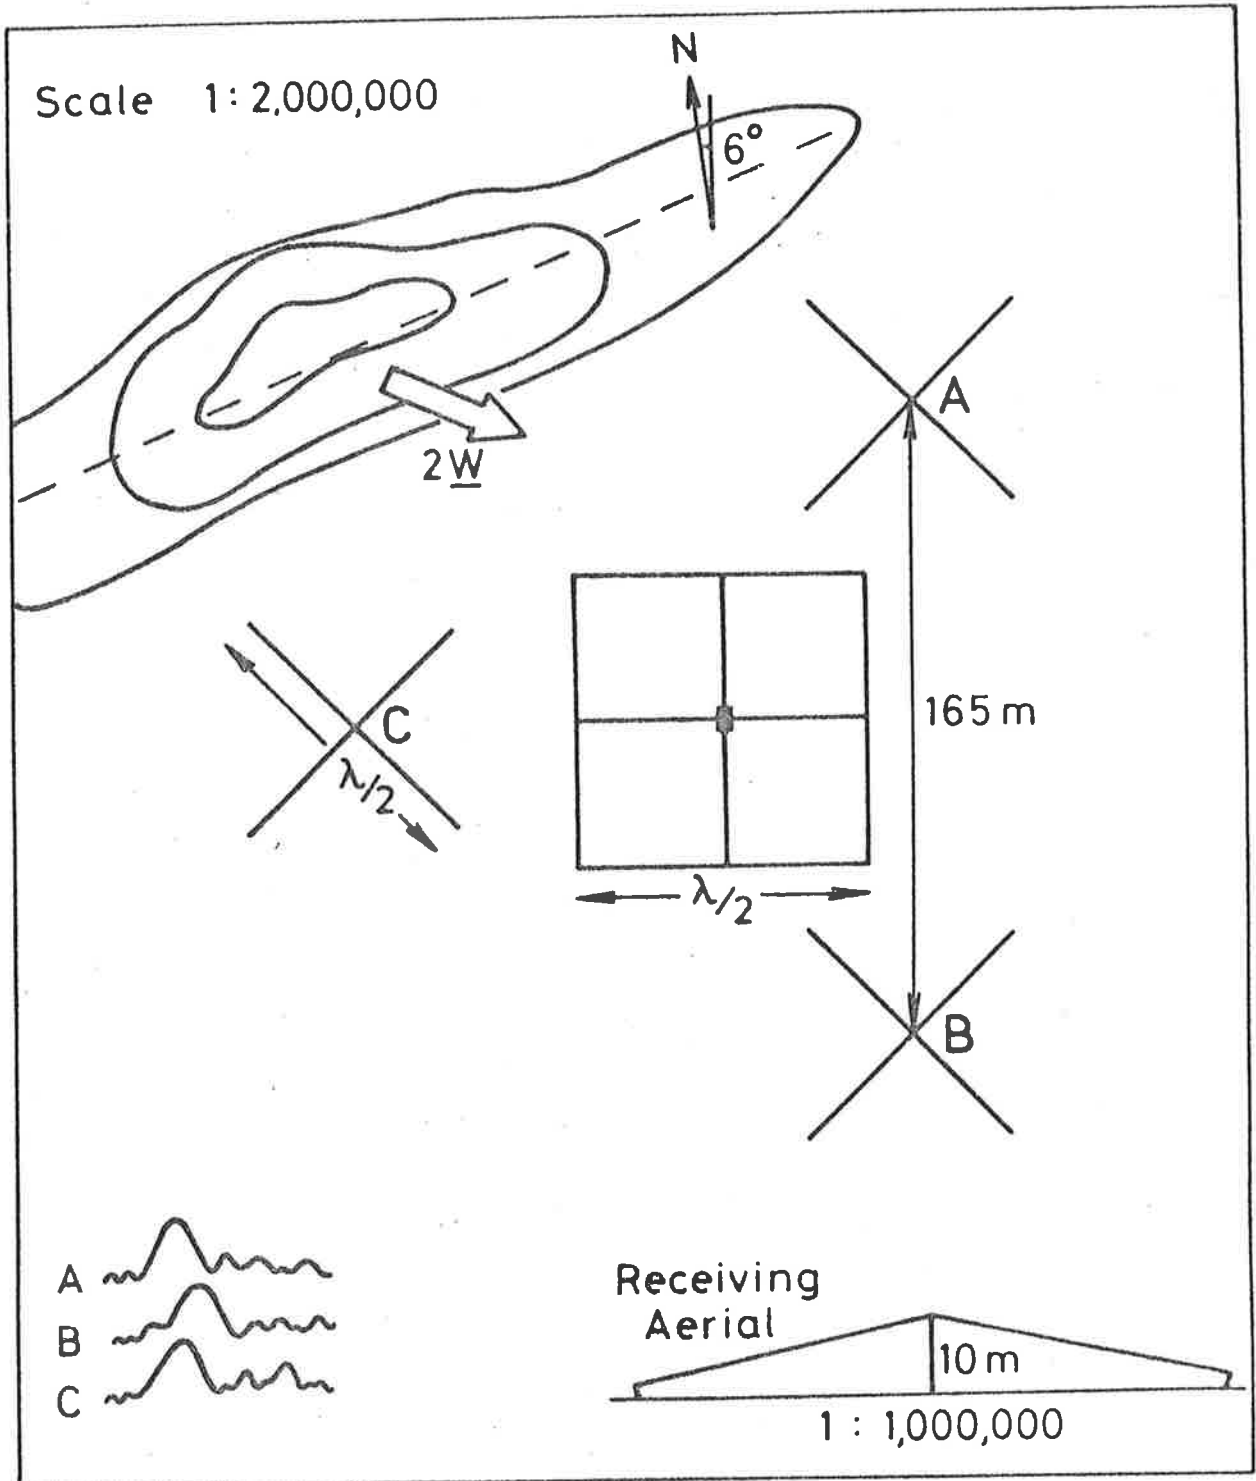 Scale 1:2,000,000
N
6°
2W
A
C
λ/2
165 m
λ/2
B
A
B
C
Receiving
Aerial
10 m
1 : 1,000,000